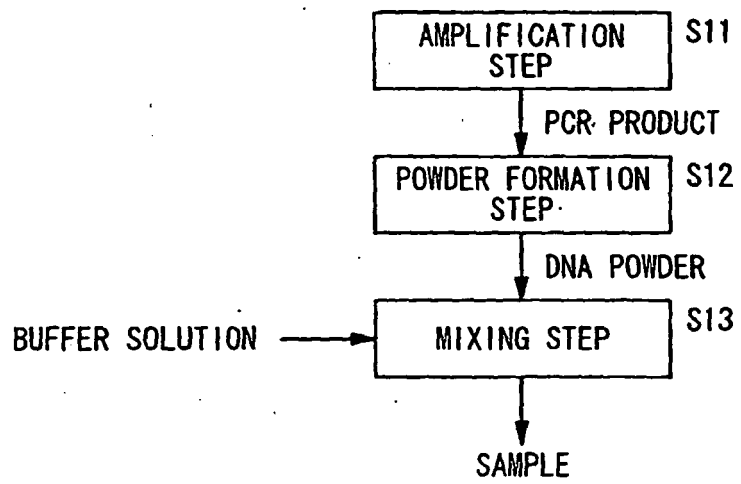 AMPLIFICATION
STEP
S11
PCR PRODUCT
POWDER FORMATION
STEP
S12
DNA POWDER
BUFFER SOLUTION
MIXING STEP
S13
SAMPLE